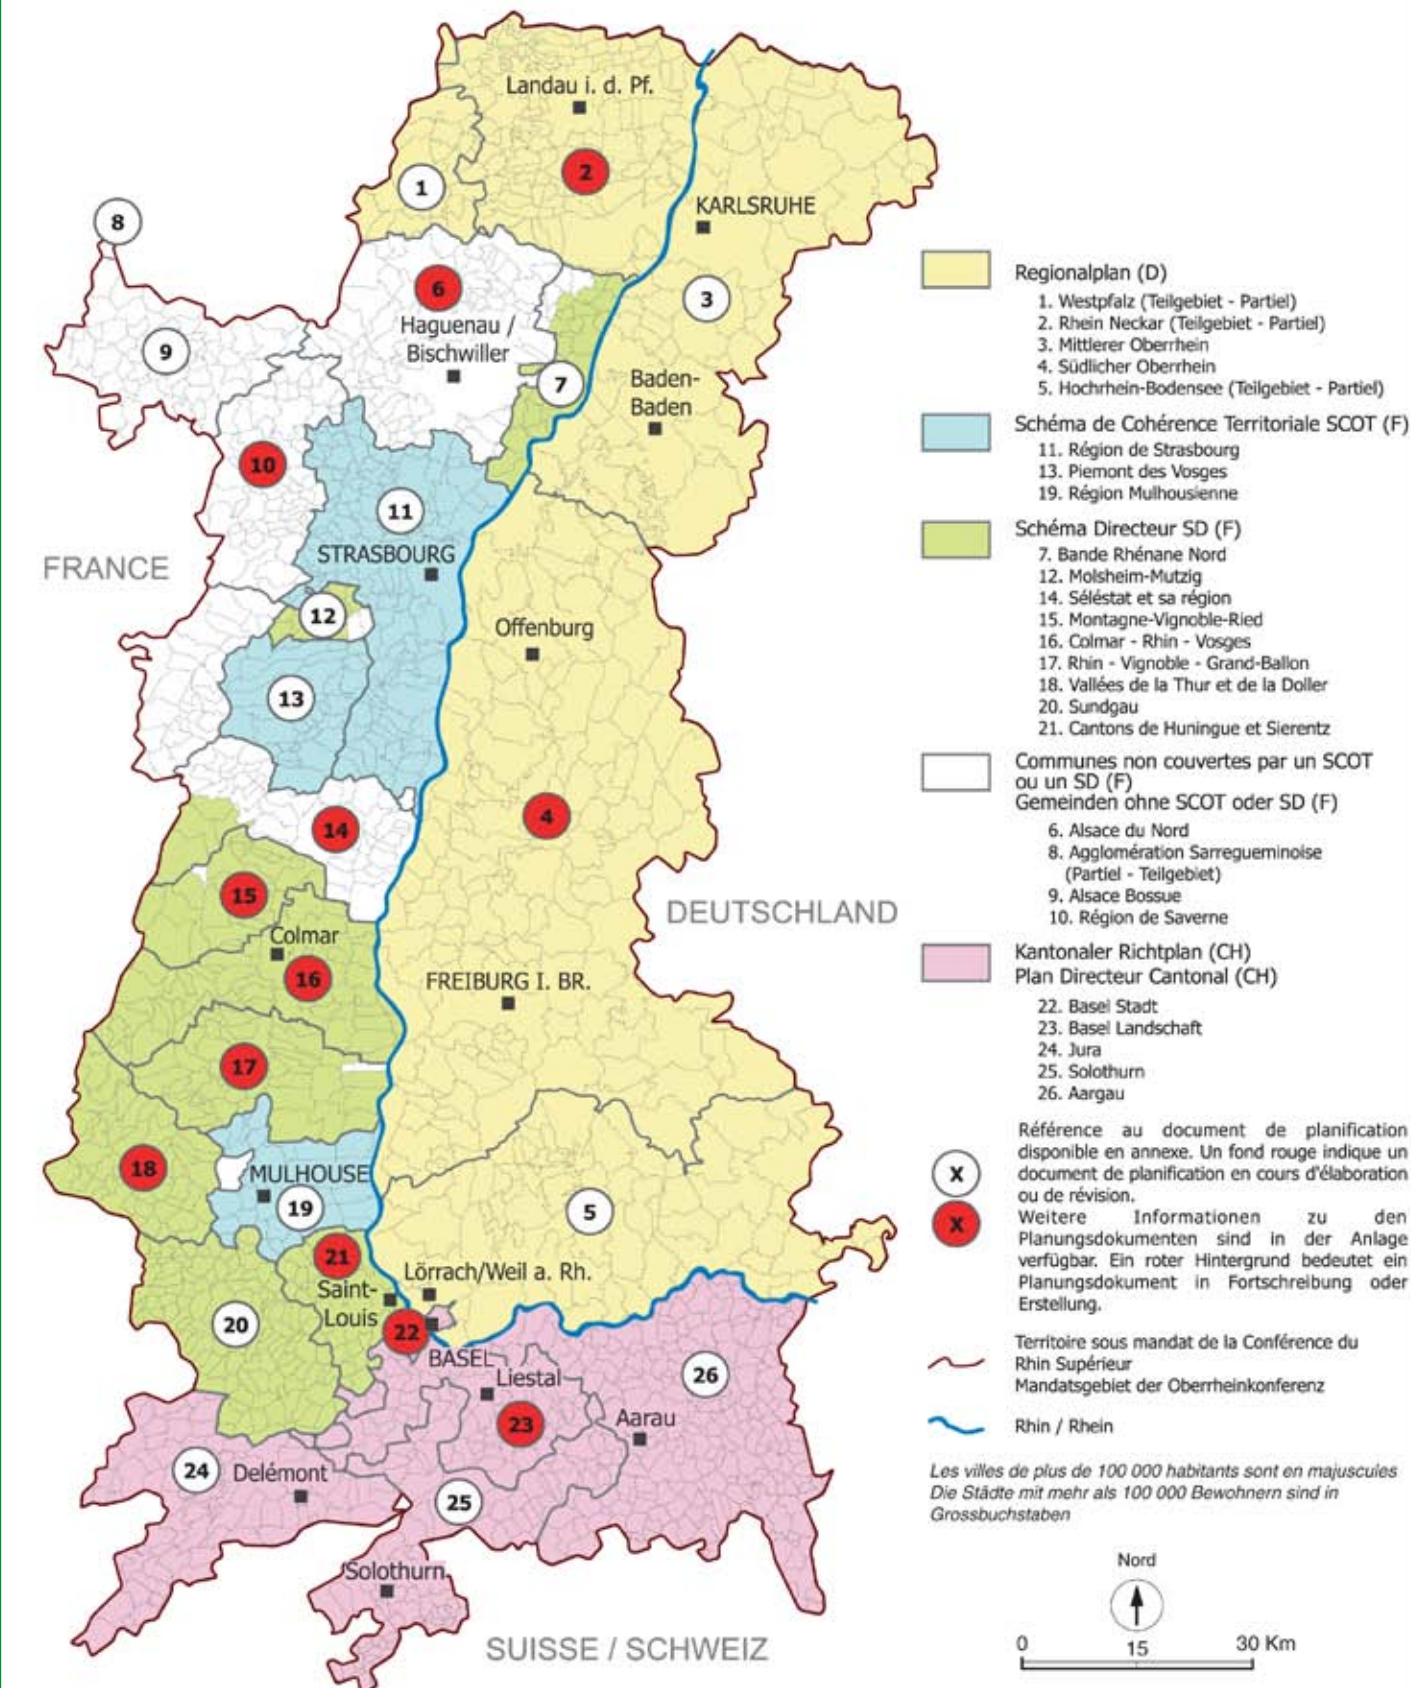 Landau i. d. Pf.
2
1
KARLSRUHE
8
6
3
Haguenau /
Bischwiller
9
7
Baden-
Baden
10
11
FRANCE
STRASBOURG
12
Offenburg
13
14
4
15
DEUTSCHLAND
Colmar
16
FREIBURG I. BR.
17
18
MULHOUSE
19
5
21
Lörrach/Weil a. Rh.
Saint-
Louis
20
22
BASEL
Liestal
26
23
Aarau
24
Delémont
25
Solothurn
SUISSE / SCHWEIZ
Regionalplan (D)
1. Westpfalz (Teilgebiet - Partiel)
2. Rhein Neckar (Teilgebiet - Partiel)
3. Mittlerer Oberrhein
4. Südlicher Oberrhein
5. Hochrhein-Bodensee (Teilgebiet - Partiel)
Schéma de Cohérence Territoriale SCOT (F)
11. Région de Strasbourg
13. Piemont des Vosges
19. Région Mulhousienne
Schéma Directeur SD (F)
7. Bande Rhénane Nord
12. Molsheim-Mutzig
14. Séléstat et sa région
15. Montagne-Vignoble-Ried
16. Colmar - Rhin - Vosges
17. Rhin - Vignoble - Grand-Ballon
18. Vallées de la Thur et de la Doller
20. Sundgau
21. Cantons de Huningue et Sierentz
Communes non couvertes par un SCOT
ou un SD (F)
Gemeinden ohne SCOT oder SD (F)
6. Alsace du Nord
8. Agglomération Sarregueminoise
(Partiel - Teilgebiet)
9. Alsace Bossue
10. Région de Saverne
Kantonaler Richtplan (CH)
Plan Directeur Cantonal (CH)
22. Basel Stadt
23. Basel Landschaft
24. Jura
25. Solothurn
26. Aargau
X
X
Référence au document de planification
disponible en annexe. Un fond rouge indique un
document de planification en cours d'élaboration
ou de révision.
Weitere Informationen zu den
Planungsdokumenten sind in der Anlage
verfügbar. Ein roter Hintergrund bedeutet ein
Planungsdokument in Fortschreibung oder
Erstellung.
Territoire sous mandat de la Conférence du
Rhin Supérieur
Mandatsgebiet der Oberrheinkonferenz
Rhin / Rhein
Les villes de plus de 100 000 habitants sont en majuscules
Die Städte mit mehr als 100 000 Bewohnern sind in
Grossbuchstaben
Nord
0
15
30 Km